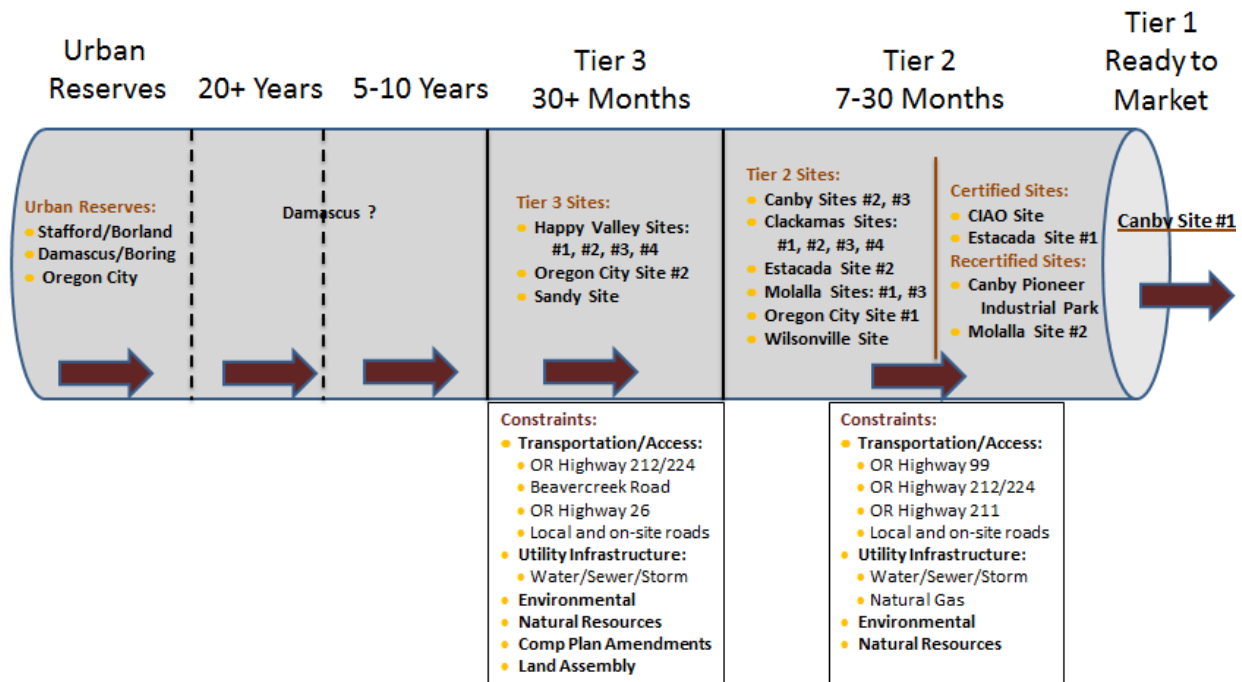 Urban
Reserves
20+ Years
5-10 Years
Tier 3
30+ Months
Tier 2
7-30 Months
Tier 1
Ready to
Market
Urban Reserves:
Stafford/Borland
Damascus/Boring
Oregon City
Damascus ?
Tier 3 Sites:
Happy Valley Sites:
#1, #2, #3, #4
Oregon City Site #2
Sandy Site
Tier 2 Sites:
Canby Sites #2, #3
Clackamas Sites:
#1, #2, #3, #4
Estacada Site #2
Molalla Sites: #1, #3
Oregon City Site #1
Wilsonville Site
Certified Sites:
CIAO Site
Estacada Site #1
Recertified Sites:
Canby Pioneer
Industrial Park
Molalla Site #2
Canby Site #1
Constraints:
Transportation/Access:
OR Highway 212/224
Beavercreek Road
OR Highway 26
Local and on-site roads
Utility Infrastructure:
Water/Sewer/Storm
Environmental
Natural Resources
Comp Plan Amendments
Land Assembly
Constraints:
Transportation/Access:
OR Highway 99
OR Highway 212/224
OR Highway 211
Local and on-site roads
Utility Infrastructure:
Water/Sewer/Storm
Natural Gas
Environmental
Natural Resources